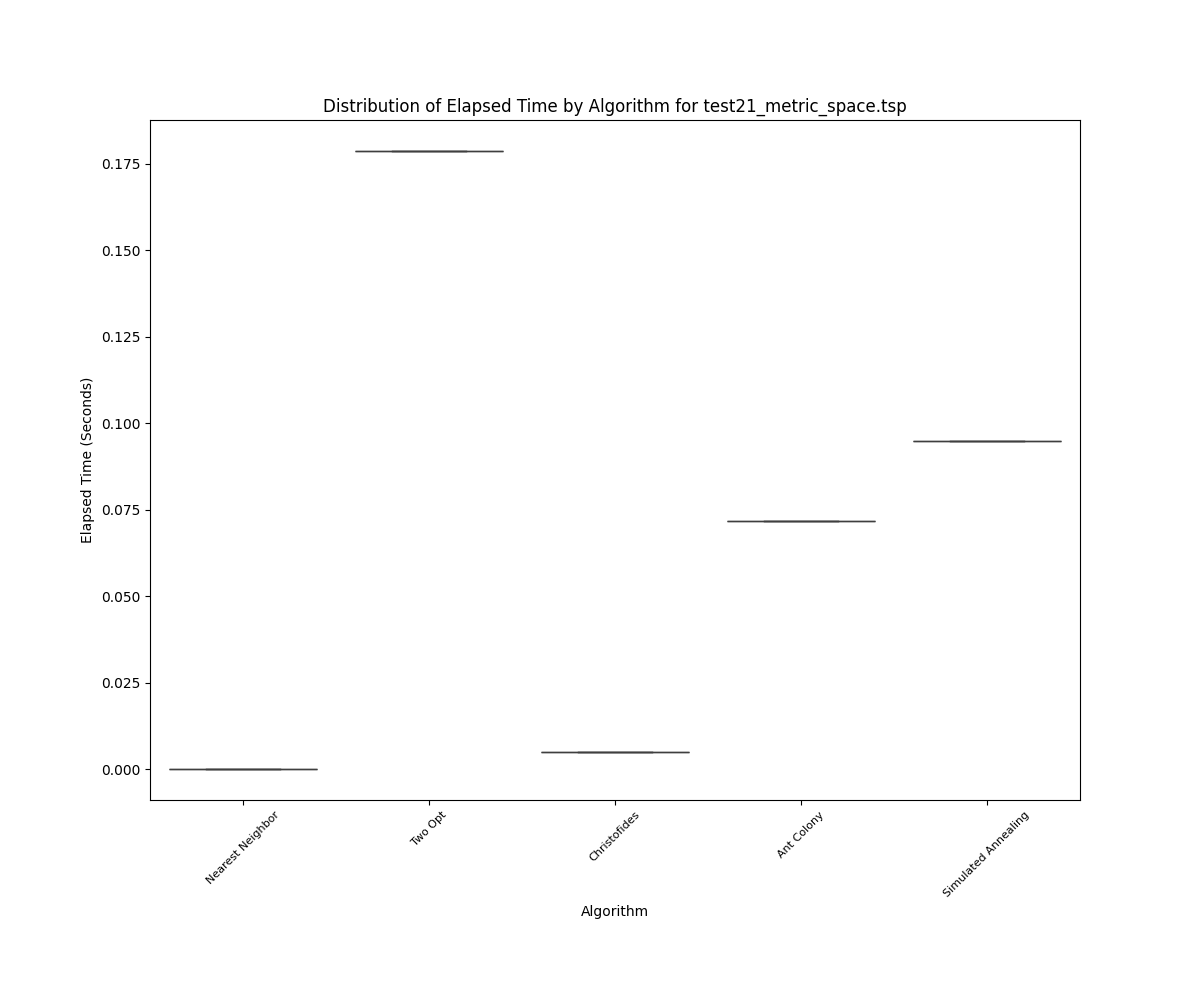 Distribution of Elapsed Time by Algorithm for test21_metric_space.tsp
0.175
0.150
0.125
0.100
0.075
0.050
0.025
0.000
Elapsed Time (Seconds)
Nearest Neighbor
Two Opt
Christofides
Ant Colony
Simulated Annealing
Algorithm